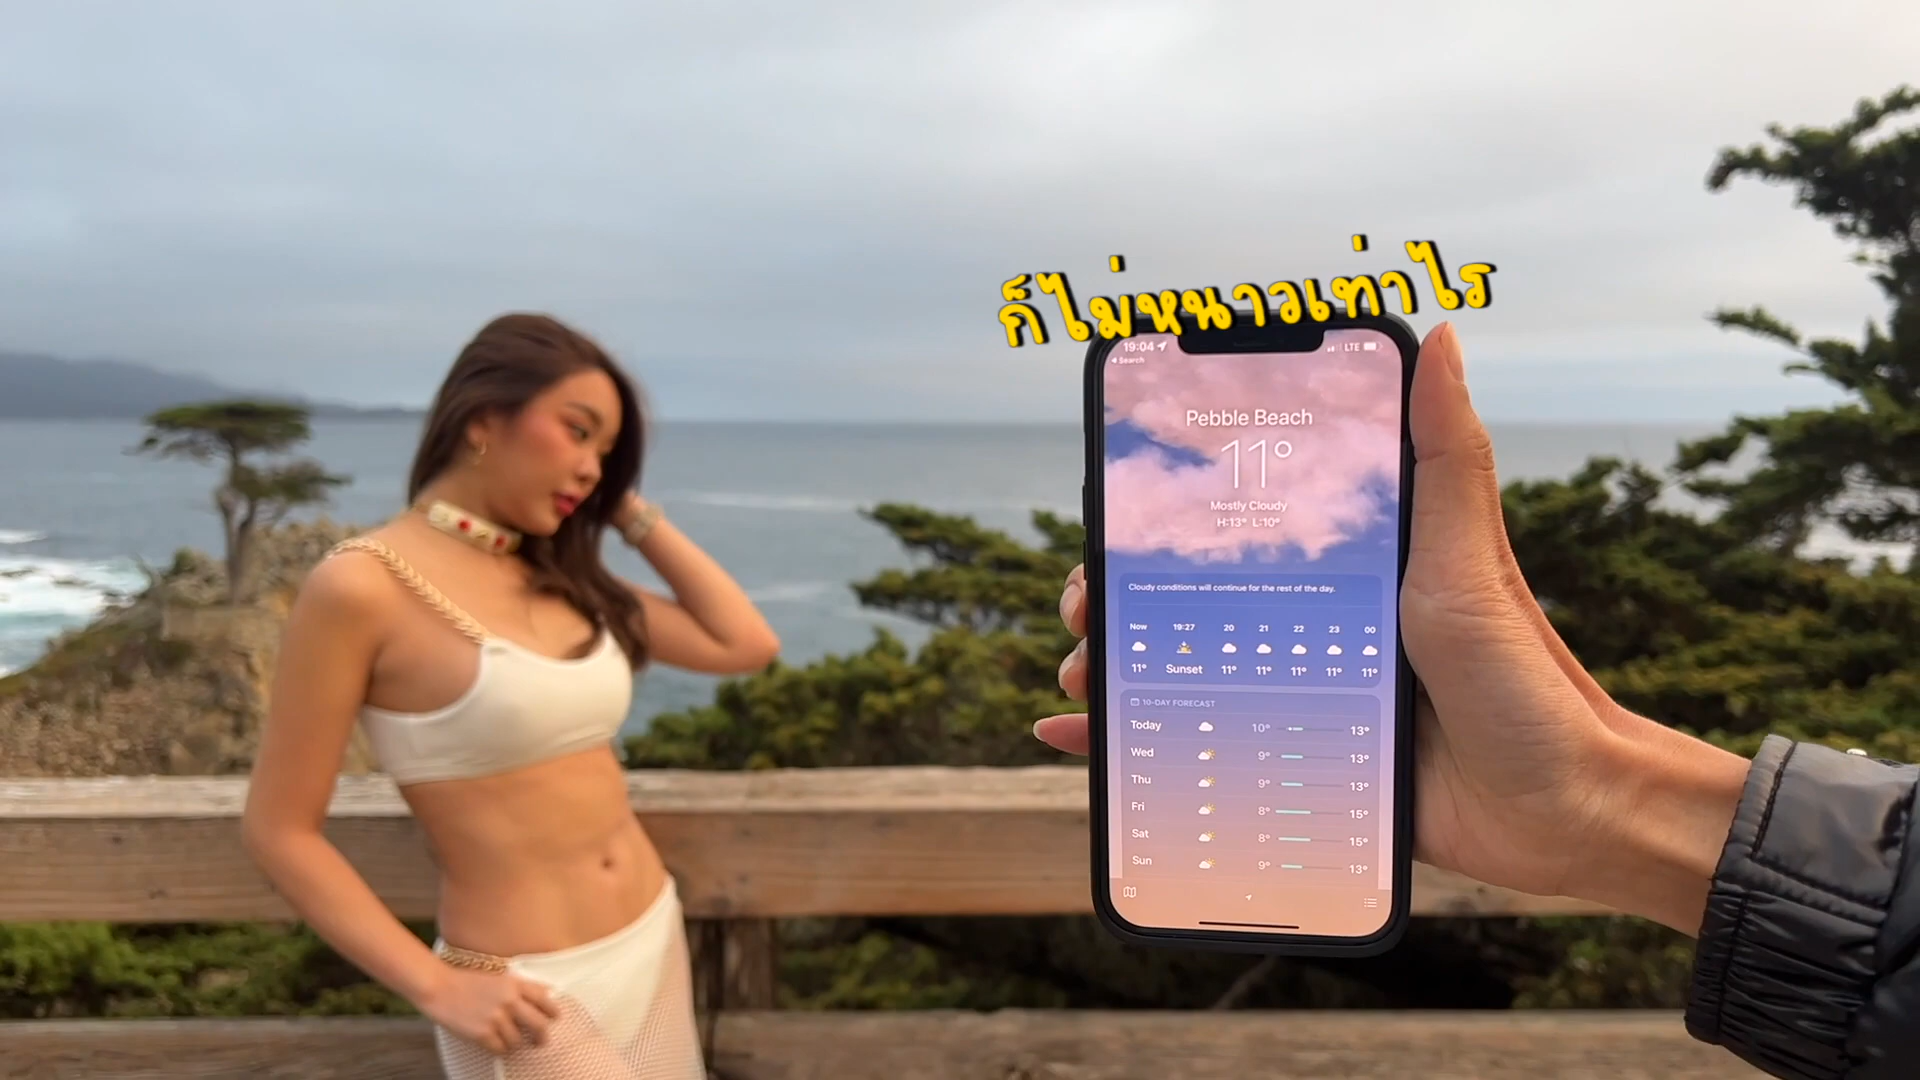 ก็ไม่หนาวเท่าไร
19:04 LTE
Search
Pebble Beach
11°
Mostly Cloudy
H:13° L:10°
Cloudy conditions will continue for the rest of the day.
Now 19:27 20 21 22 23 00
11° Sunset 11° 11° 11° 11° 11°
10-DAY FORECAST
Today 10° 13°
Wed 9° 13°
Thu 9° 13°
Fri 8° 15°
Sat 8° 15°
Sun 9° 13°